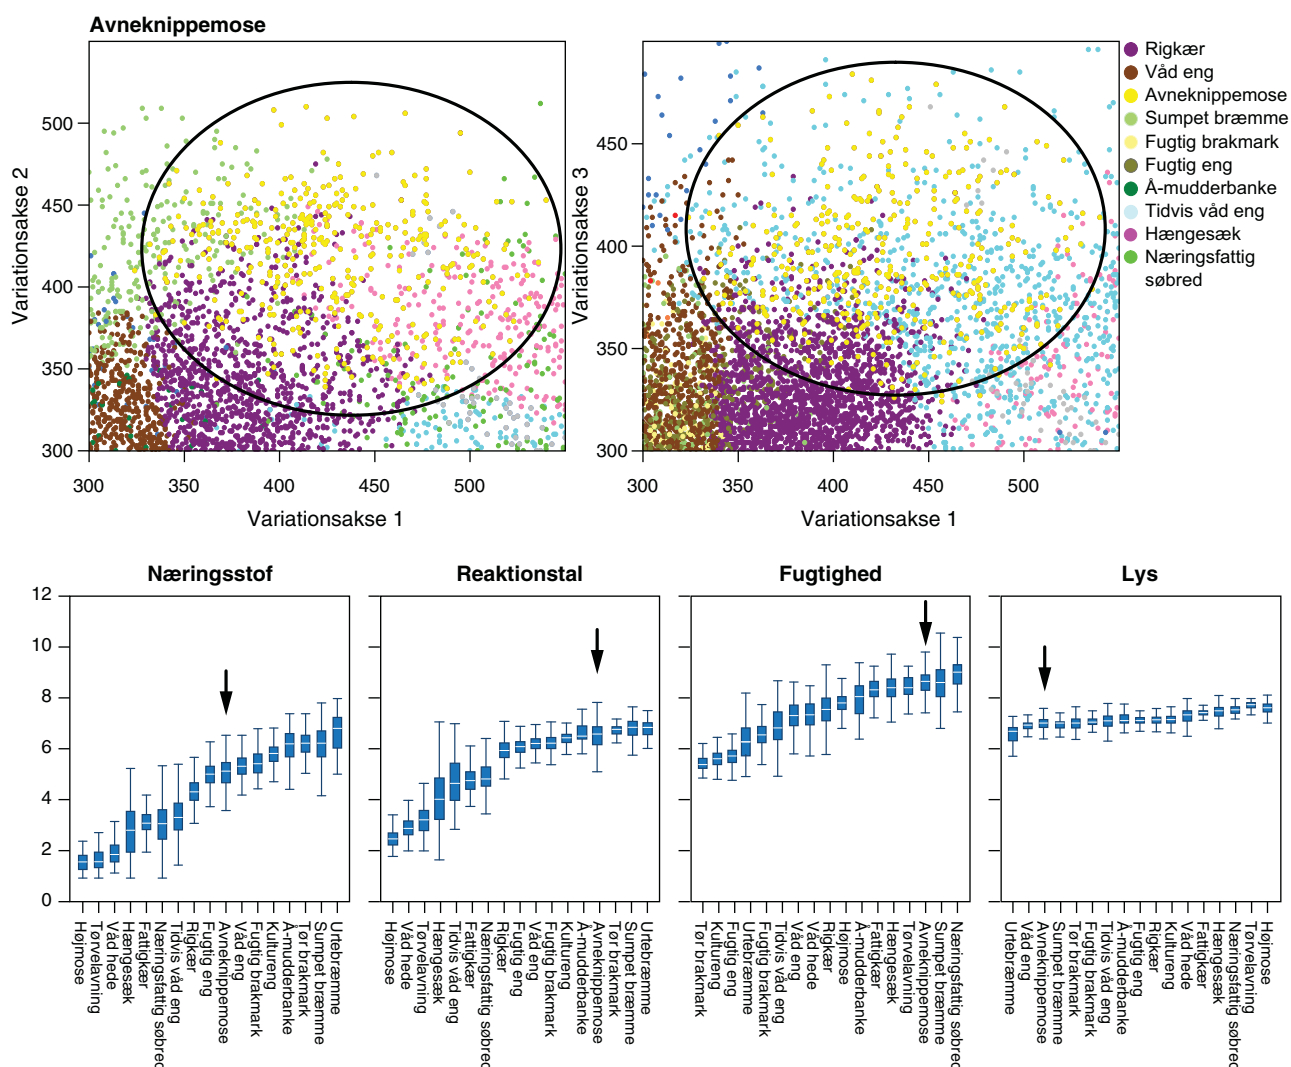 Avneknippemose
Variationsakse 2
500
450
400
350
300
300 350 400 450 500
Variationsakse 1
Variationsakse 3
450
400
350
300
300 350 400 450 500
Variationsakse 1
Rigkær
Våd eng
Avneknippemose
Sumpet bræmme
Fugtig brakmark
Fugtig eng
Å-mudderbanke
Tidvis våd eng
Hængesæk
Næringsfattig
søbred
Næringsstof
12
10
8
6
4
2
0
Højmose
Tørvelavning
Våd hede
Hængesæk
Fattigkær
Næringsfattig søbred
Tidvis våd eng
Rigkær
Fugtig eng
Avneknippemose
Våd eng
Fugtig brakmark
Kultureng
Å-mudderbanke
Tør brakmark
Sumpet bræmme
Urtebræmme
Reaktionstal
Højmose
Våd hede
Tørvelavning
Hængesæk
Tidvis våd eng
Fattigkær
Næringsfattig søbred
Rigkær
Fugtig eng
Våd eng
Fugtig brakmark
Kultureng
Å-mudderbanke
Avneknippemose
Tør brakmark
Sumpet bræmme
Urtebræmme
Fugtighed
Tør brakmark
Kultureng
Fugtig eng
Urtebræmme
Fugtig brakmark
Tidvis våd eng
Våd eng
Våd hede
Rigkær
Højmose
Å-mudderbanke
Fattigkær
Hængesæk
Tørvelavning
Avneknippemose
Sumpet bræmme
Næringsfattig søbred
Lys
Urtebræmme
Våd eng
Avneknippemose
Sumpet bræmme
Tør brakmark
Fugtig brakmark
Tidvis våd eng
Å-mudderbanke
Fugtig eng
Rigkær
Kultureng
Våd hede
Fattigkær
Hængesæk
Næringsfattig søbred
Tørvelavning
Højmose